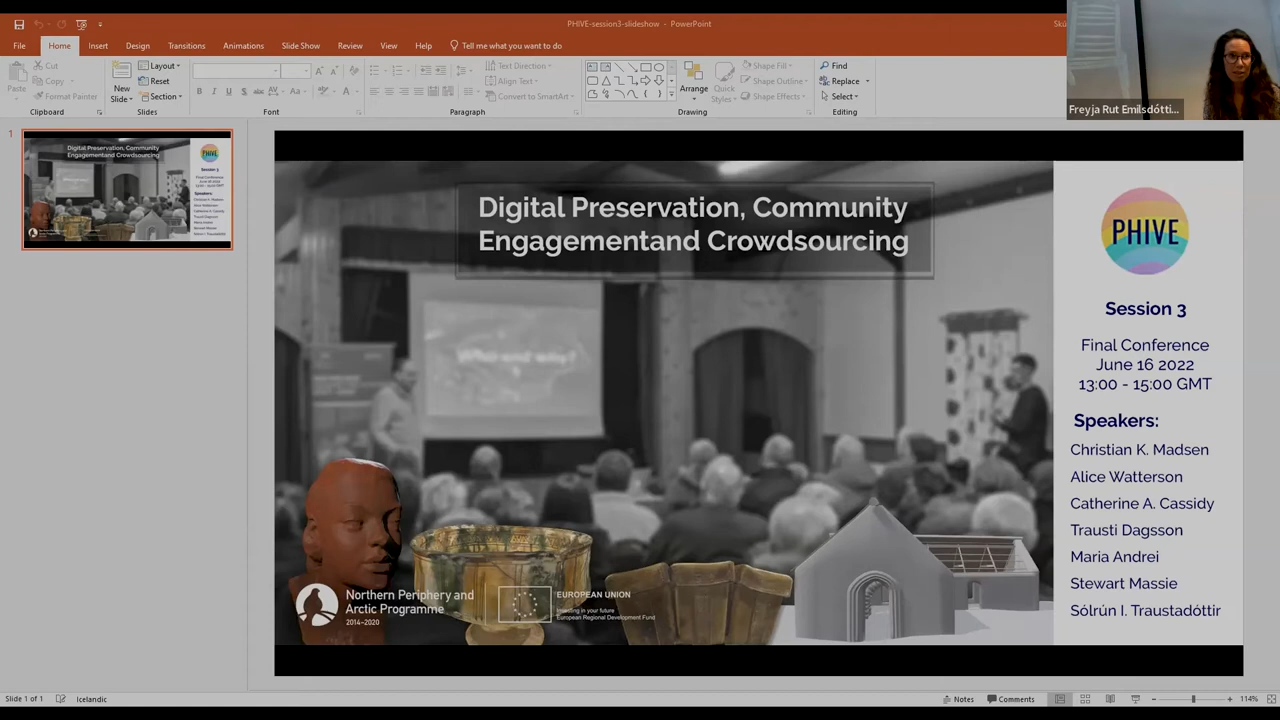 PHIVE-session3-slideshow - PowerPoint
File Home Insert Design Transitions Animations Slide Show Review View Help Tell me what you want to do
Paste
Cut
Copy
Format Painter
Clipboard
New
Slide
Layout
Reset
Section
Slides
Font
Text Direction
Align Text
Convert to SmartArt
Paragraph
Arrange
Quick
Styles
Shape Fill
Shape Outline
Shape Effects
Drawing
Find
Replace
Select
Editing
Freyja Rut Emilsdótti...
1
Digital Preservation, Community
Engagementand Crowdsourcing
PHIVE
Session 3
Final Conference
June 16 2022
13:00 - 15:00 GMT
Speakers:
Christian K. Madsen
Alice Watterson
Catherine A. Cassidy
Trausti Dagsson
Maria Andrei
Stewart Massie
Sólrún I. Traustadóttir
What and why?
Northern Periphery and
Arctic Programme
2014–2020
EUROPEAN UNION
Investing in your future
European Regional Development Fund
Slide 1 of 1 Icelandic Notes Comments 114%